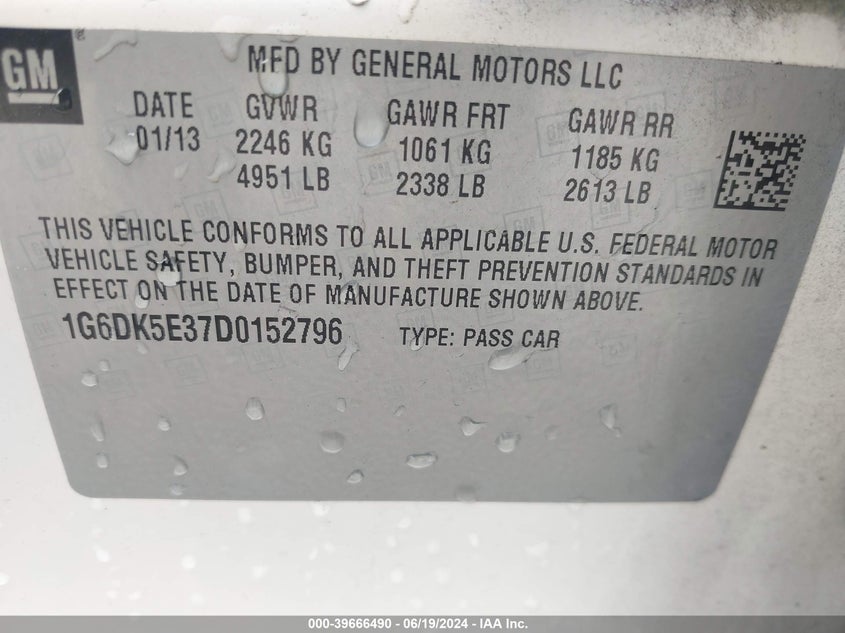 GM
MFD BY GENERAL MOTORS LLC
DATE GVWR GAWR FRT GAWR RR
01/13 2246 KG 1061 KG 1185 KG
4951 LB 2338 LB 2613 LB
THIS VEHICLE CONFORMS TO ALL APPLICABLE U.S. FEDERAL MOTOR
VEHICLE SAFETY, BUMPER, AND THEFT PREVENTION STANDARDS IN
EFFECT ON THE DATE OF MANUFACTURE SHOWN ABOVE.
1G6DK5E37D0152796 TYPE: PASS CAR
000-39666490 - 06/19/2024 - IAA Inc.